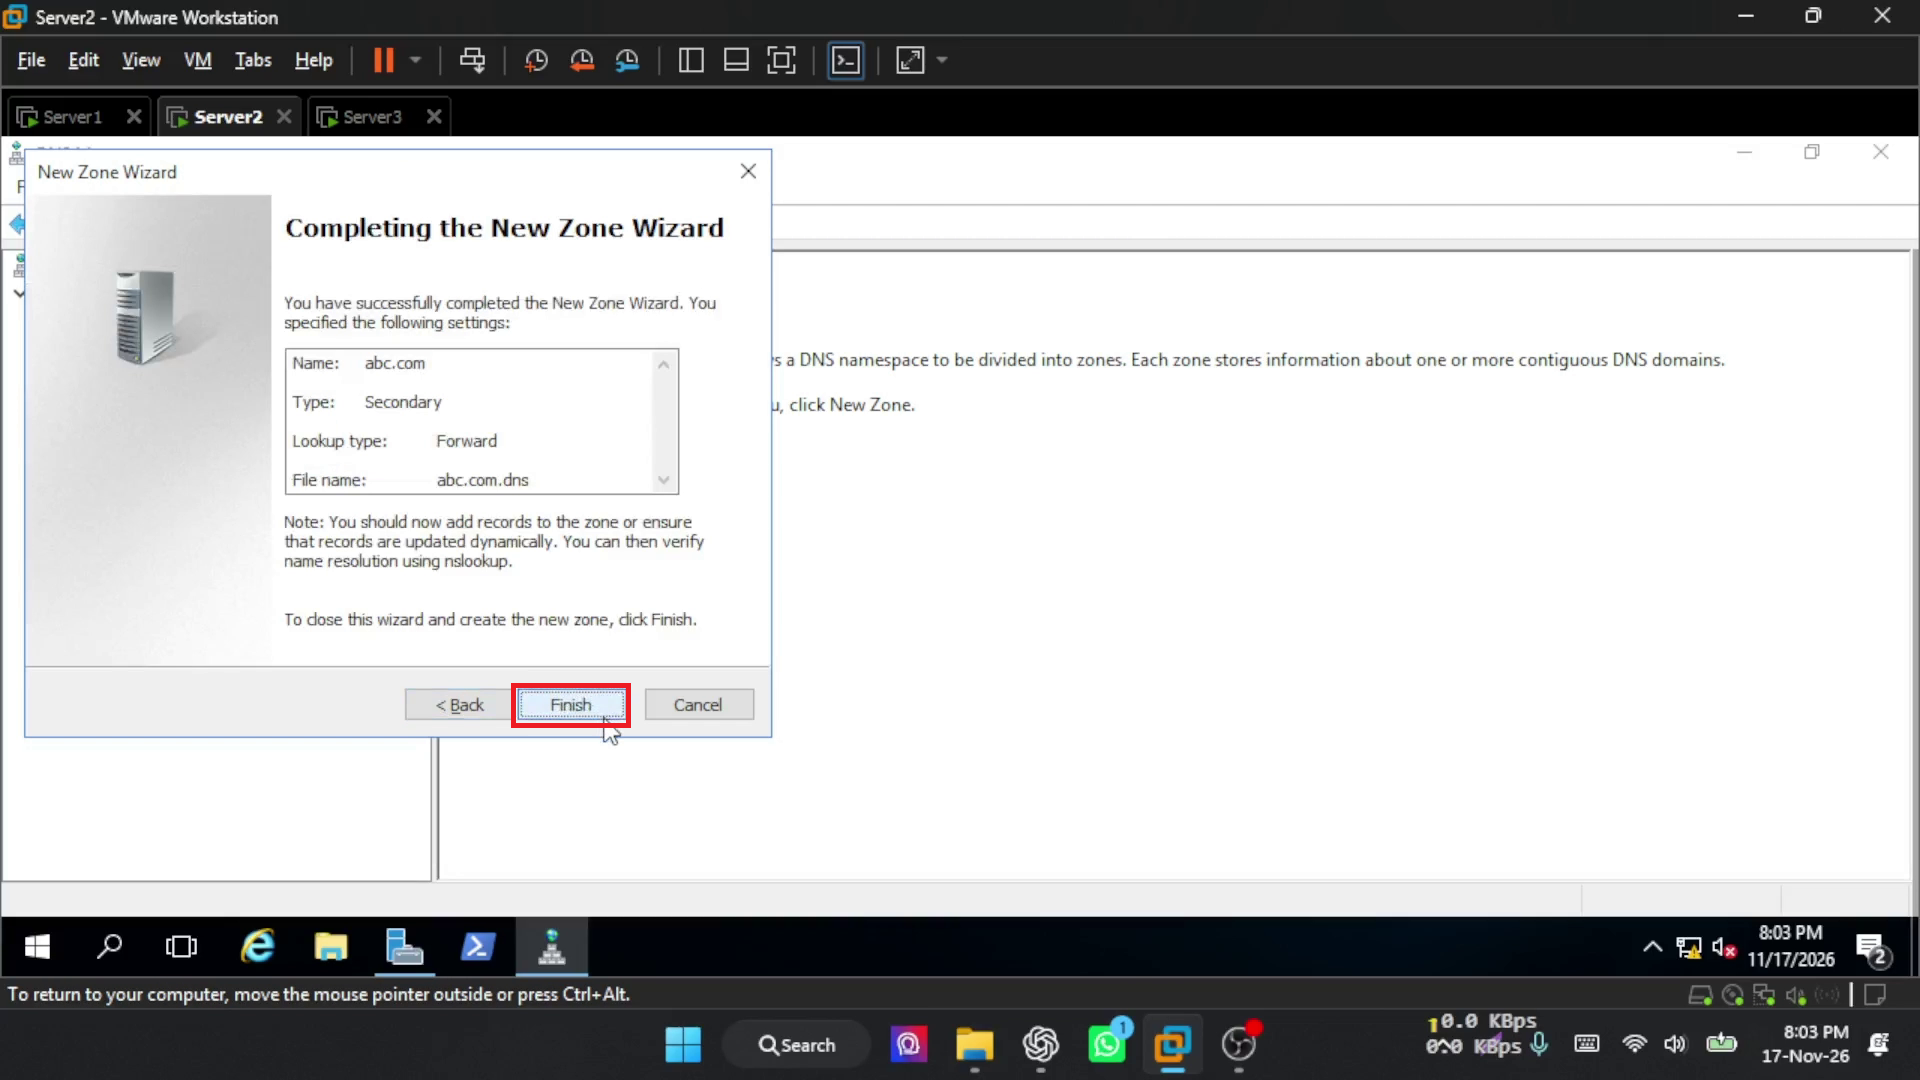 Server2 - VMware Workstation
File Edit View VM Tabs Help
Server1 Server2 Server3
New Zone Wizard
Completing the New Zone Wizard
You have successfully completed the New Zone Wizard. You
specified the following settings:
Name: abc.com
Type: Secondary
Lookup type: Forward
File name: abc.com.dns
Note: You should now add records to the zone or ensure
that records are updated dynamically. You can then verify
name resolution using nslookup.
To close this wizard and create the new zone, click Finish.
< Back Finish Cancel
a DNS namespace to be divided into zones. Each zone stores information about one or more contiguous DNS domains.
, click New Zone.
8:03 PM
11/17/2026
2
To return to your computer, move the mouse pointer outside or press Ctrl+Alt.
Search
1
0.0 KBps
0.0 KBps
8:03 PM
17-Nov-26